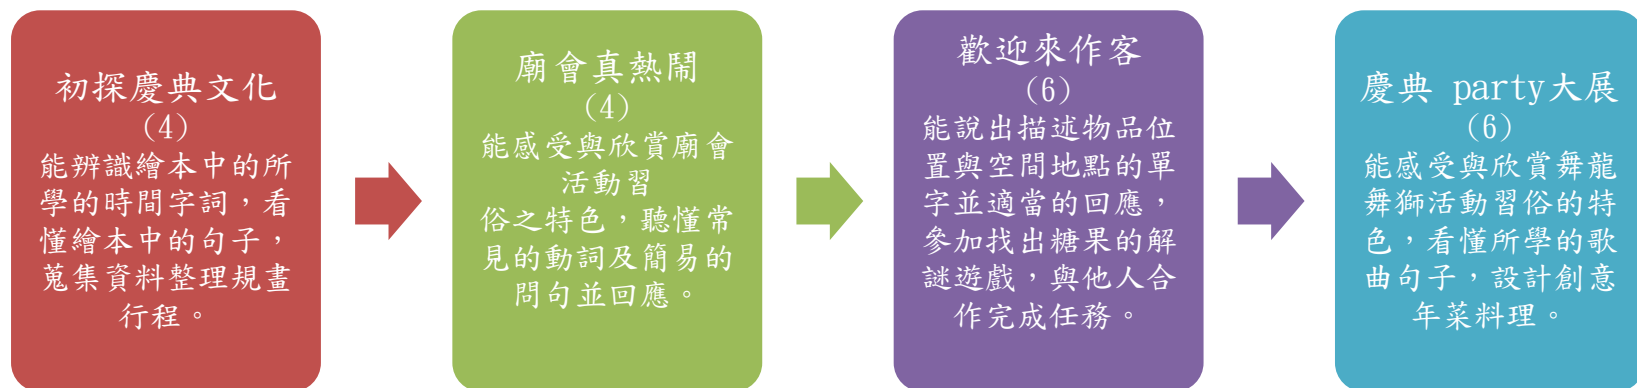 初探慶典文化
(4)
能辨識繪本中的所
學的時間字詞，看
懂繪本中的句子，
蒐集資料整理規畫
行程。
廟會真熱鬧
(4)
能感受與欣賞廟會
活動習
俗之特色，聽懂常
見的動詞及簡易的
問句並回應。
歡迎來作客
(6)
能說出描述物品位
置與空間地點的單
字並適當的回應，
參加找出糖果的解
謎遊戲，與他人合
作完成任務。
慶典 party大展
(6)
能感受與欣賞舞龍
舞獅活動習俗的特
色，看懂所學的歌
曲句子，設計創意
年菜料理。